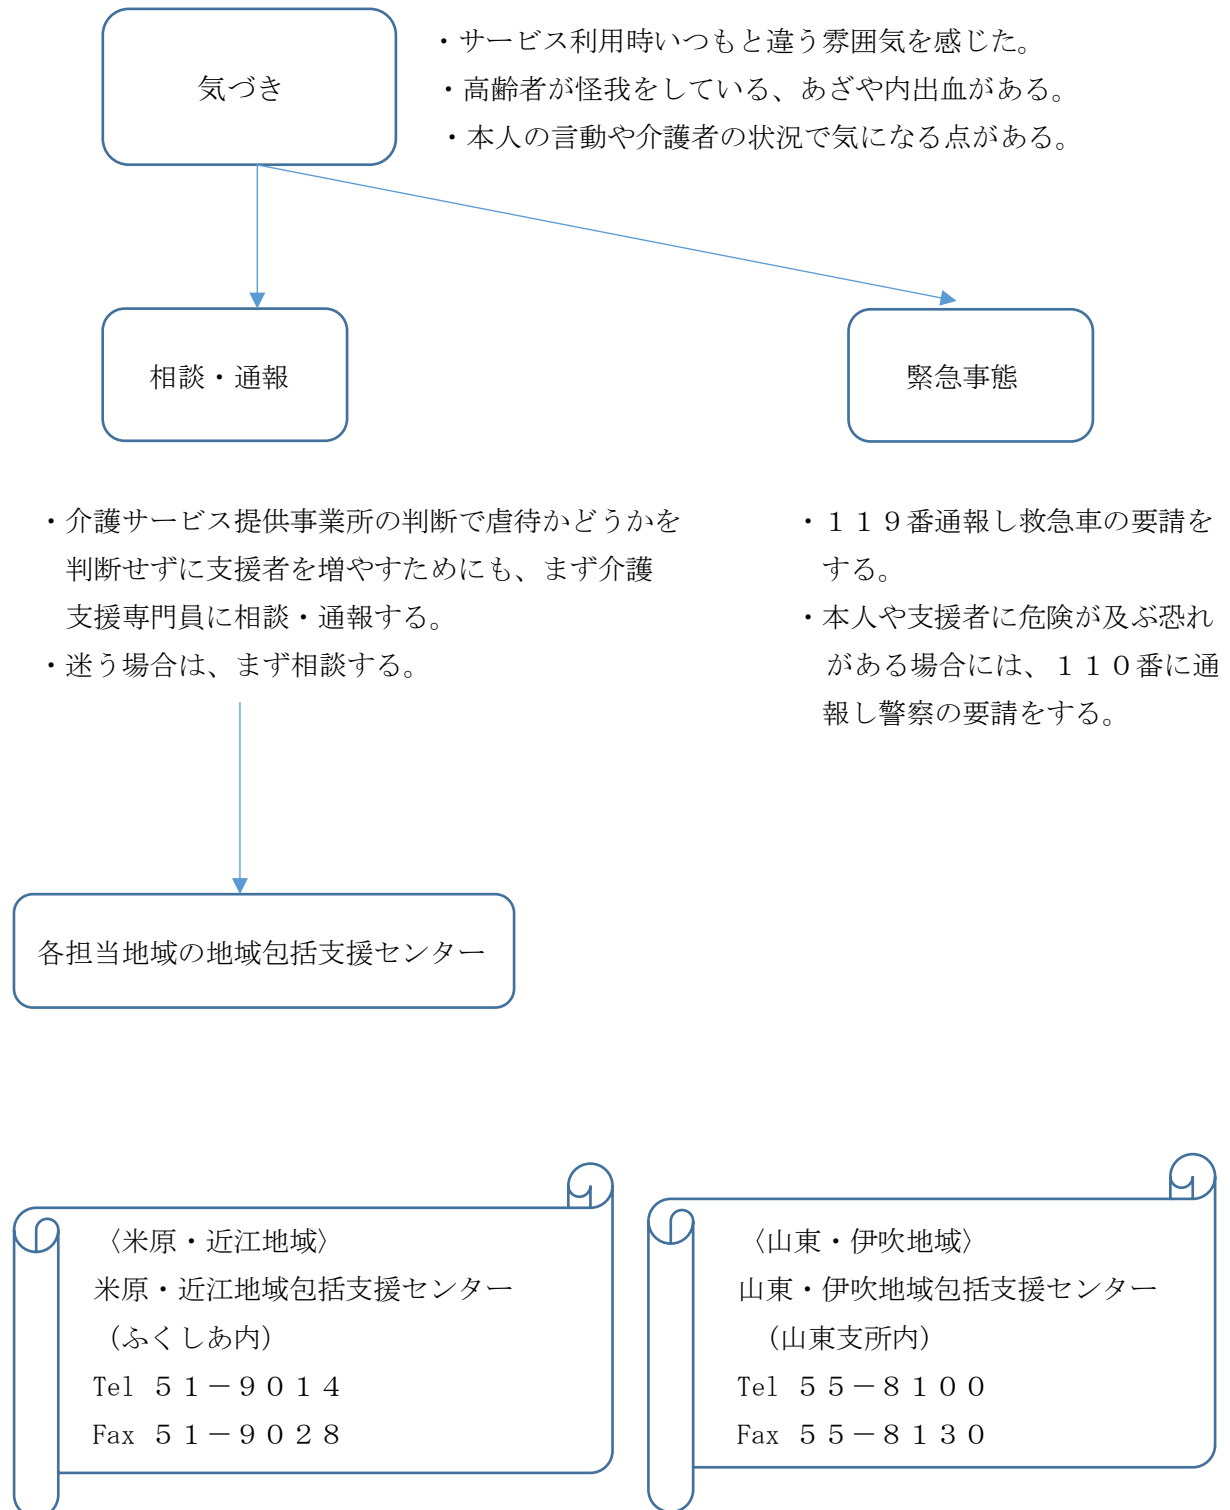 気づき
・サービス利用時いつもと違う雰囲気を感じた。
・高齢者が怪我をしている、あざや内出血がある。
・本人の言動や介護者の状況で気になる点がある。
相談・通報
緊急事態
・介護サービス提供事業所の判断で虐待かどうかを
判断せずに支援者を増やすためにも、まず介護
支援専門員に相談・通報する。
・迷う場合は、まず相談する。
・１１９番通報し救急車の要請を
する。
・本人や支援者に危険が及ぶ恐れ
がある場合には、１１０番に通
報し警察の要請をする。
各担当地域の地域包括支援センター
〈米原・近江地域〉
米原・近江地域包括支援センター
（ふくしあ内）
Tel ５１－９０１４
Fax ５１－９０２８
〈山東・伊吹地域〉
山東・伊吹地域包括支援センター
（山東支所内）
Tel ５５－８１００
Fax ５５－８１３０